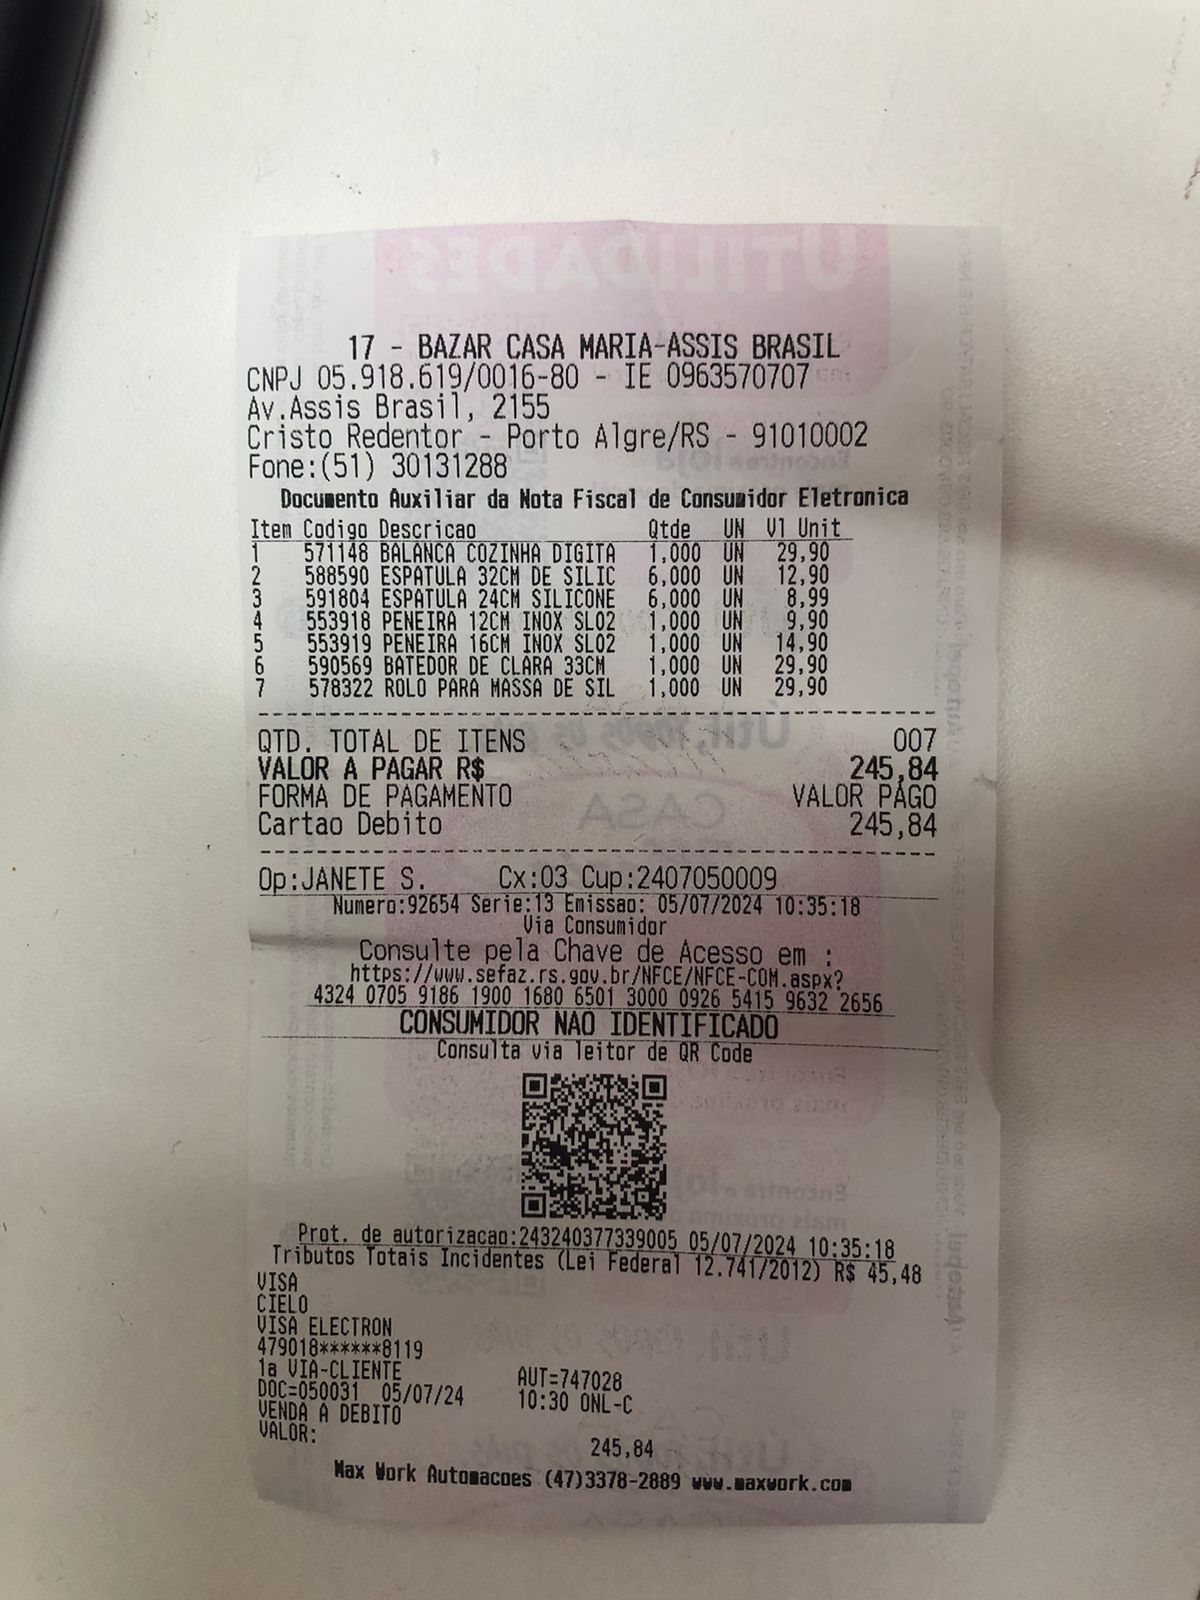 17 - BAZAR CASA MARIA-ASSIS BRASIL
CNPJ 05.918.619/0016-80 - IE 0963570707
Av.Assis Brasil, 2155
Cristo Redentor - Porto Algre/RS - 91010002
Fone:(51) 30131288
Documento Auxiliar da Nota Fiscal de Consumidor Eletronica
Item Codigo Descricao Qtde UN Vl Unit
1 571148 BALANCA COZINHA DIGITA 1,000 UN 29,90
2 588590 ESPATULA 32CM DE SILIC 6,000 UN 12,90
3 591804 ESPATULA 24CM SILICONE 6,000 UN 8,99
4 553918 PENEIRA 12CM INOX SL02 1,000 UN 9,90
5 553919 PENEIRA 16CM INOX SL02 1,000 UN 14,90
6 590569 BATEDOR DE CLARA 33CM 1,000 UN 29,90
7 578322 ROLO PARA MASSA DE SIL 1,000 UN 29,90
QTD. TOTAL DE ITENS 007
VALOR A PAGAR R$ 245,84
FORMA DE PAGAMENTO VALOR PAGO
Cartao Debito 245,84
Op:JANETE S. Cx:03 Cup:2407050009
Numero:92654 Serie:13 Emissao: 05/07/2024 10:35:18
Via Consumidor
Consulte pela Chave de Acesso em :
https://www.sefaz.rs.gov.br/NFCE/NFCE-COM.aspx?
4324 0705 9186 1900 1680 6501 3000 0926 5415 9632 2656
CONSUMIDOR NAO IDENTIFICADO
Consulta via leitor de QR Code
Prot. de autorizacao:243240377339005 05/07/2024 10:35:18
Tributos Totais Incidentes (Lei Federal 12.741/2012) R$ 45,48
VISA
CIELO
VISA ELECTRON
479018******8119
1a VIA-CLIENTE AUT=747028
DOC=050031 05/07/24 10:30 ONL-C
VENDA A DEBITO
VALOR: 245,84
Max Work Automacoes (47)3378-2889 www.maxwork.com